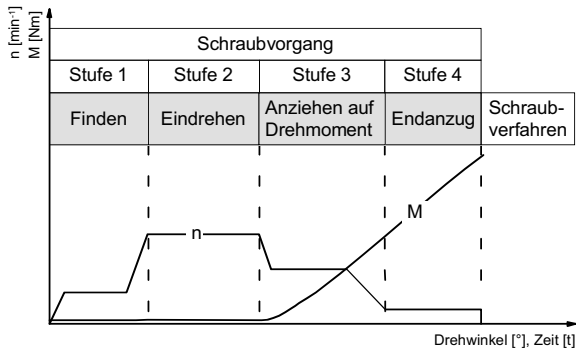 n [min⁻¹]
M [Nm]
Schraubvorgang
Stufe 1
Stufe 2
Stufe 3
Stufe 4
Finden
Eindrehen
Anziehen auf
Drehmoment
Endanzug
Schraub-
verfahren
n
M
Drehwinkel [°], Zeit [t]